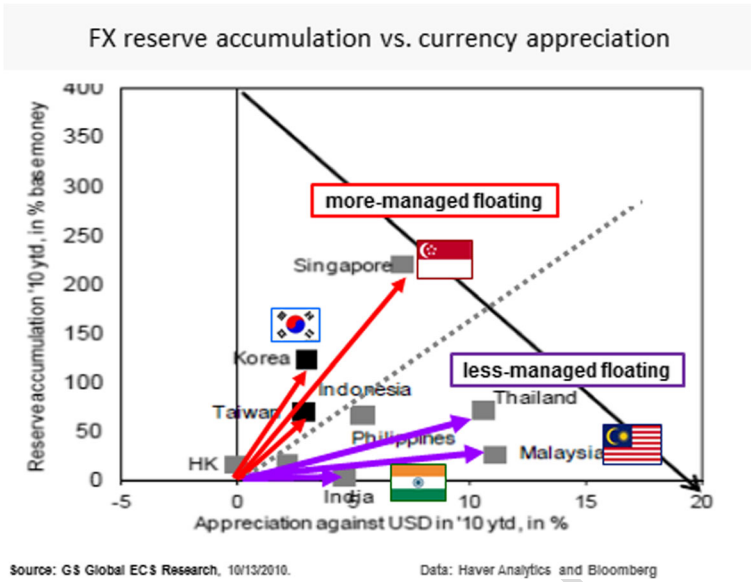 FX reserve accumulation vs. currency appreciation
Reserve accumulation '10 ytd, in % base money
400
350
300
250
200
150
100
50
0
-5
0
5
10
15
20
more-managed floating
Singapore
Korea
less-managed floating
Indonesia
Thailand
Taiwan
Philippines
Malaysia
HK
India
Appreciation against USD in '10 ytd, in %
Source: GS Global ECS Research, 10/13/2010.
Data: Haver Analytics and Bloomberg